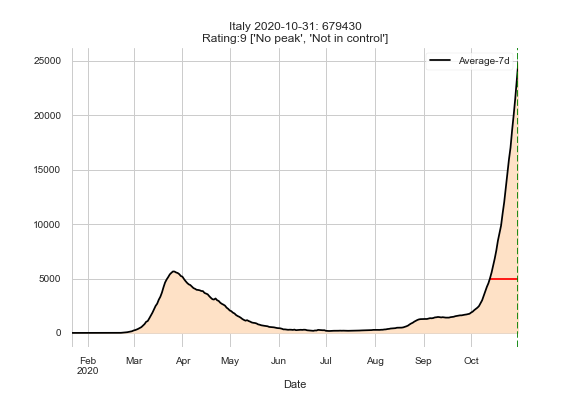 Italy 2020-10-31: 679430
Rating:9 ['No peak', 'Not in control']
Average-7d
25000
20000
15000
10000
5000
0
Feb Mar Apr May Jun Jul Aug Sep Oct
2020
Date